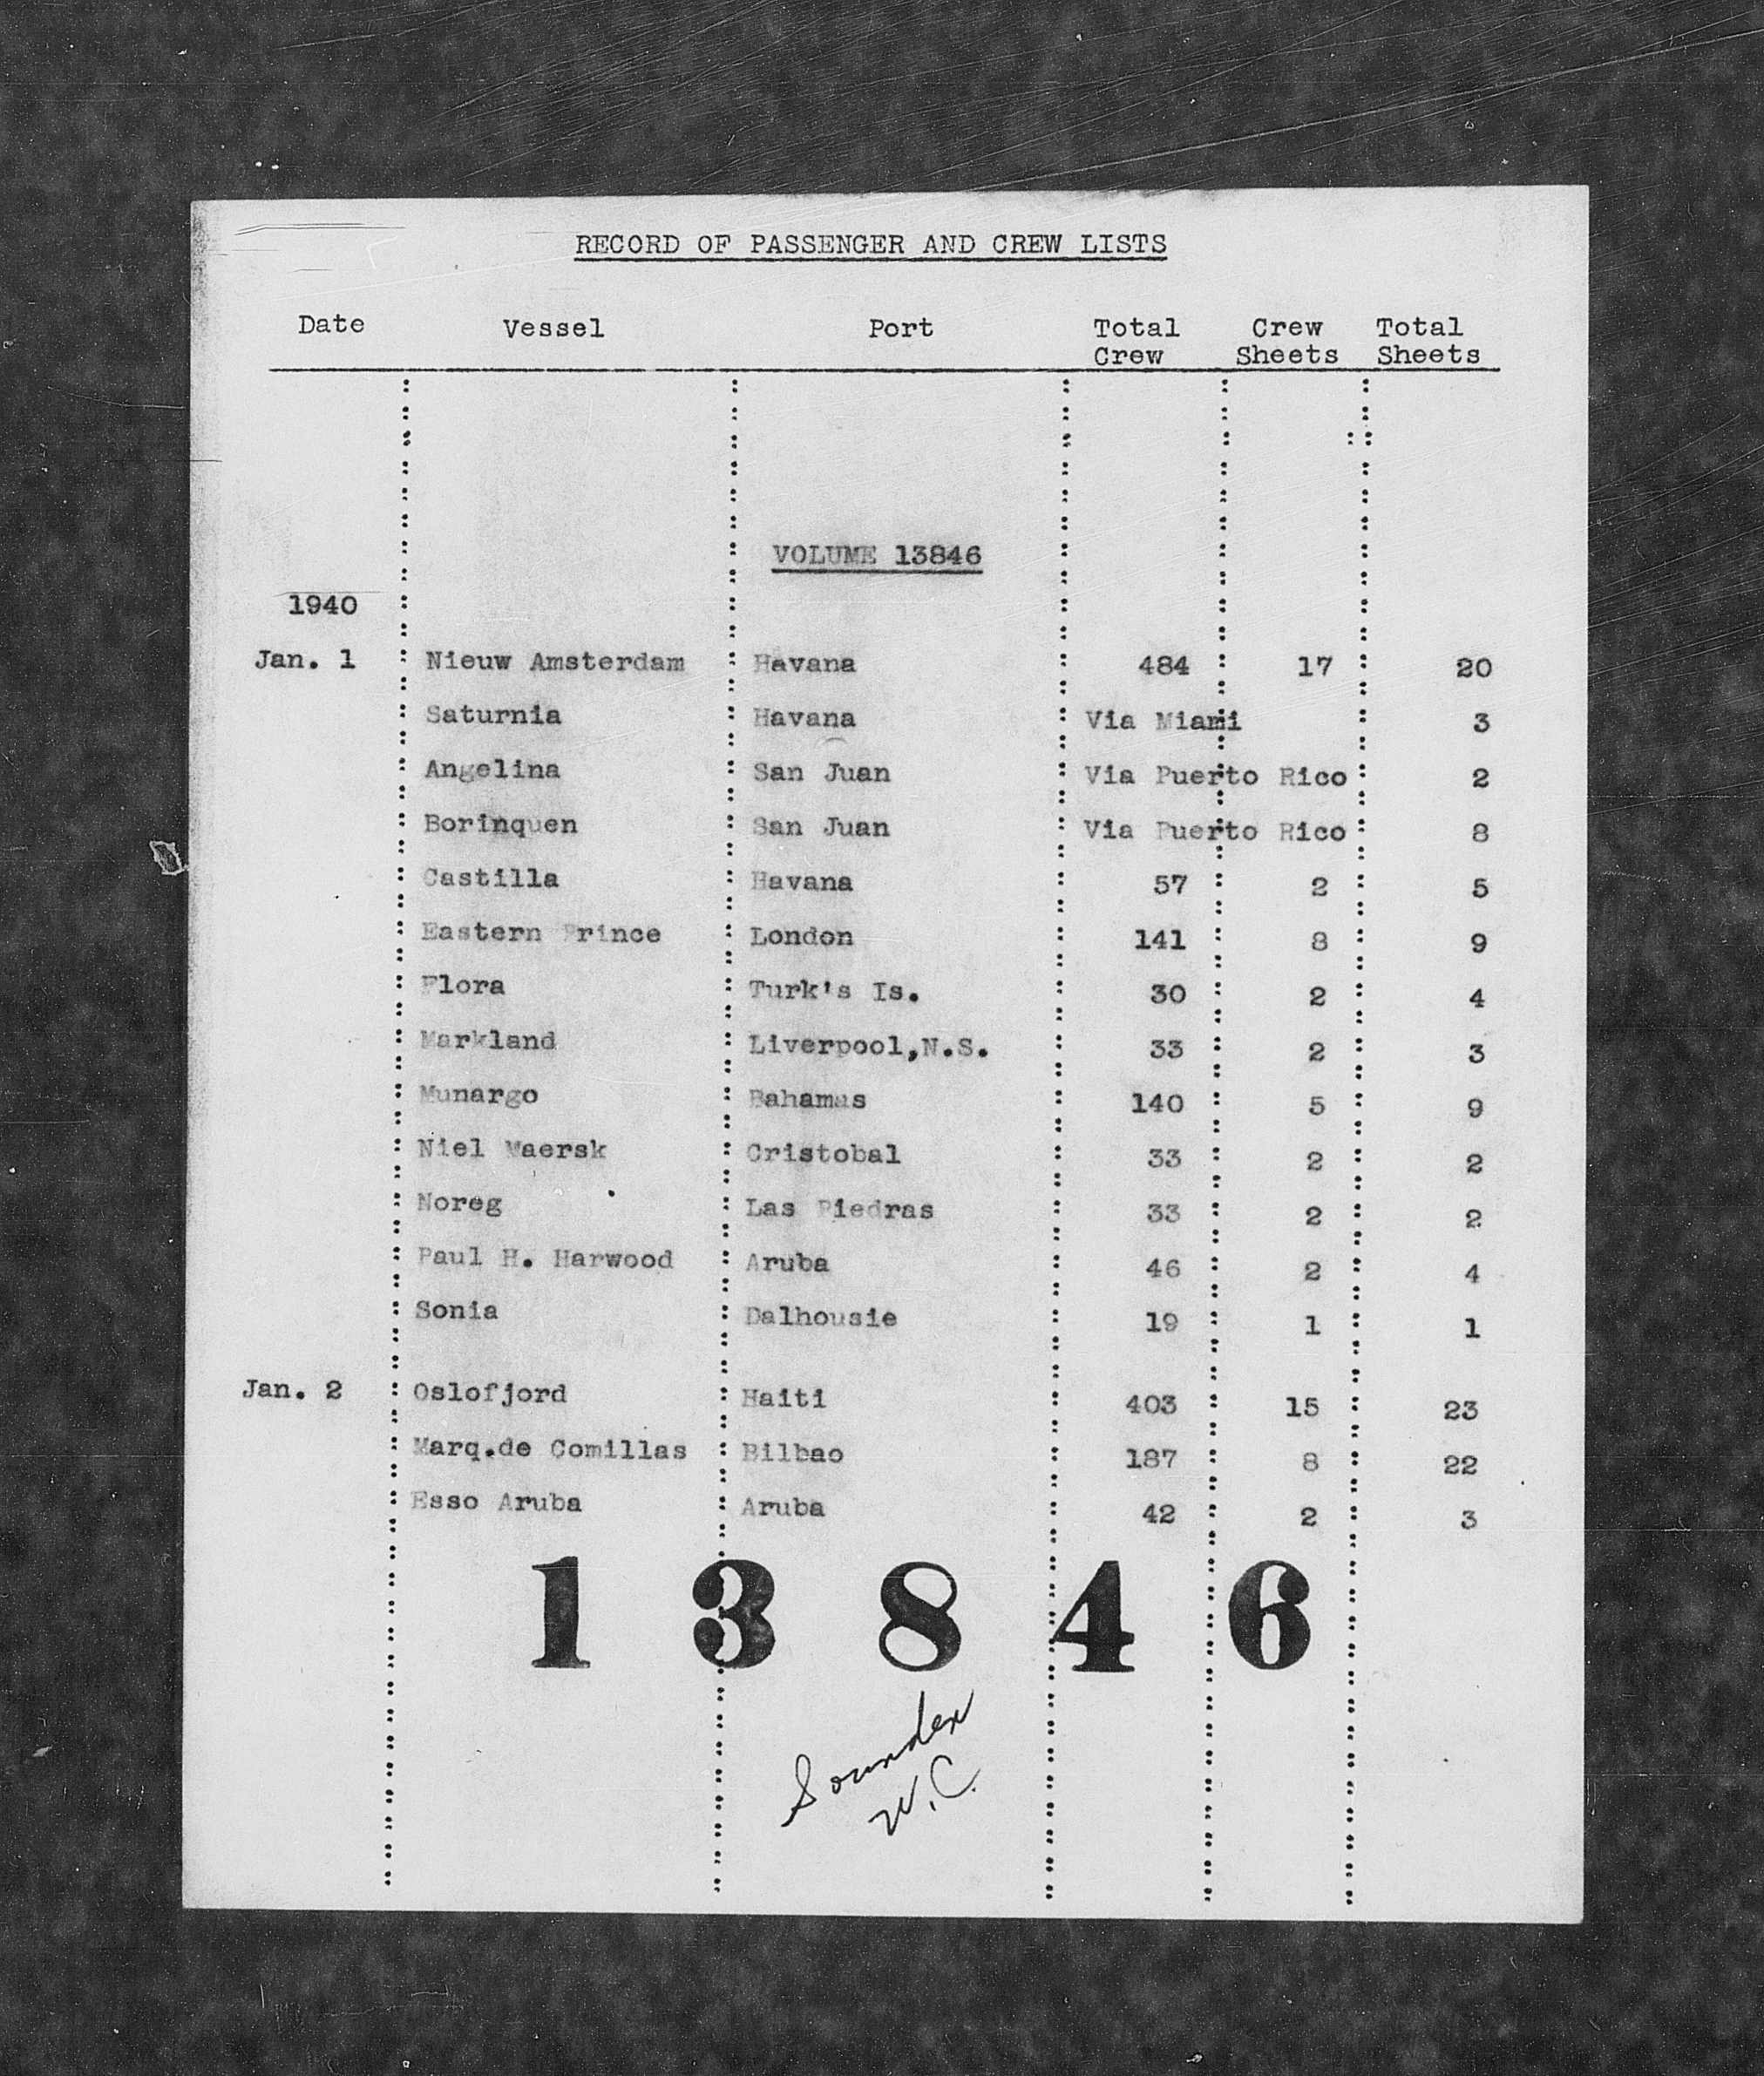 RECORD OF PASSENGER AND CREW LISTS
Date Vessel Port Total Crew Crew Sheets Total Sheets
VOLUME 13846
1940
Jan. 1 Nieuw Amsterdam Havana 484 17 20
Saturnia Havana Via Miami 3
Angelina San Juan Via Puerto Rico 2
Borinquen San Juan Via Puerto Rico 8
Castilla Havana 57 2 5
Eastern Prince London 141 8 9
Flora Turk's Is. 30 2 4
Markland Liverpool,N.S. 33 2 3
Munargo Bahamas 140 5 9
Niel Maersk Cristobal 33 2 2
Noreg Las Piedras 33 2 2
Paul H. Harwood Aruba 46 2 4
Sonia Dalhousie 19 1 1
Jan. 2 Oslofjord Haiti 403 15 23
Marq.de Comillas Bilbao 187 8 22
Esso Aruba Aruba 42 2 3
1 3 8 4 6
Soundex
W.C.